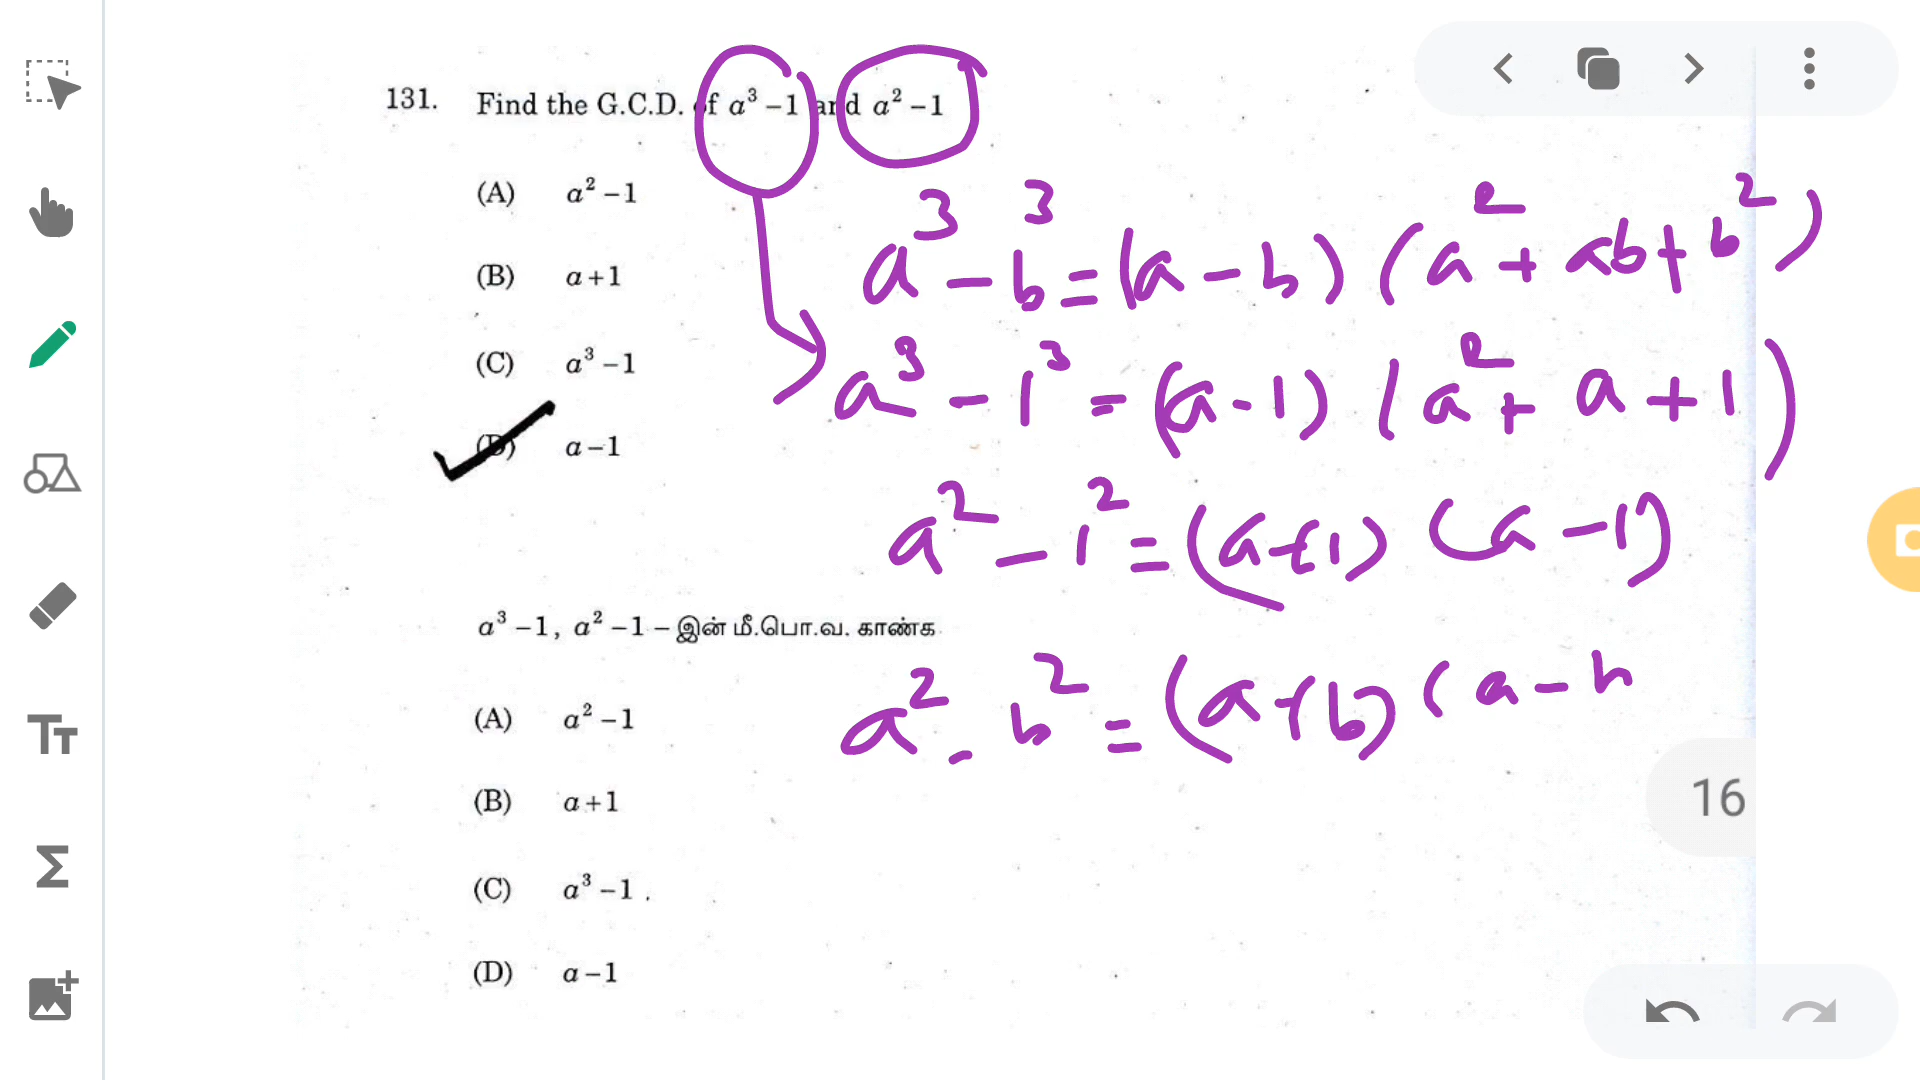 131. Find the G.C.D. of a³ – 1 and a² – 1
(A) a² – 1
(B) a + 1
(C) a³ – 1
(D) a – 1
a³ – b³ = (a – b) (a² + ab + b²)
a³ – 1³ = (a - 1) (a² + a + 1)
a² – 1² = (a + 1) (a – 1)
a³ – 1, a² – 1 – இன் மீ.பொ.வ. காண்க
a² - b² = (a + b) (a – b
(A) a² – 1
(B) a + 1
(C) a³ – 1 .
(D) a – 1
16
TT
Σ